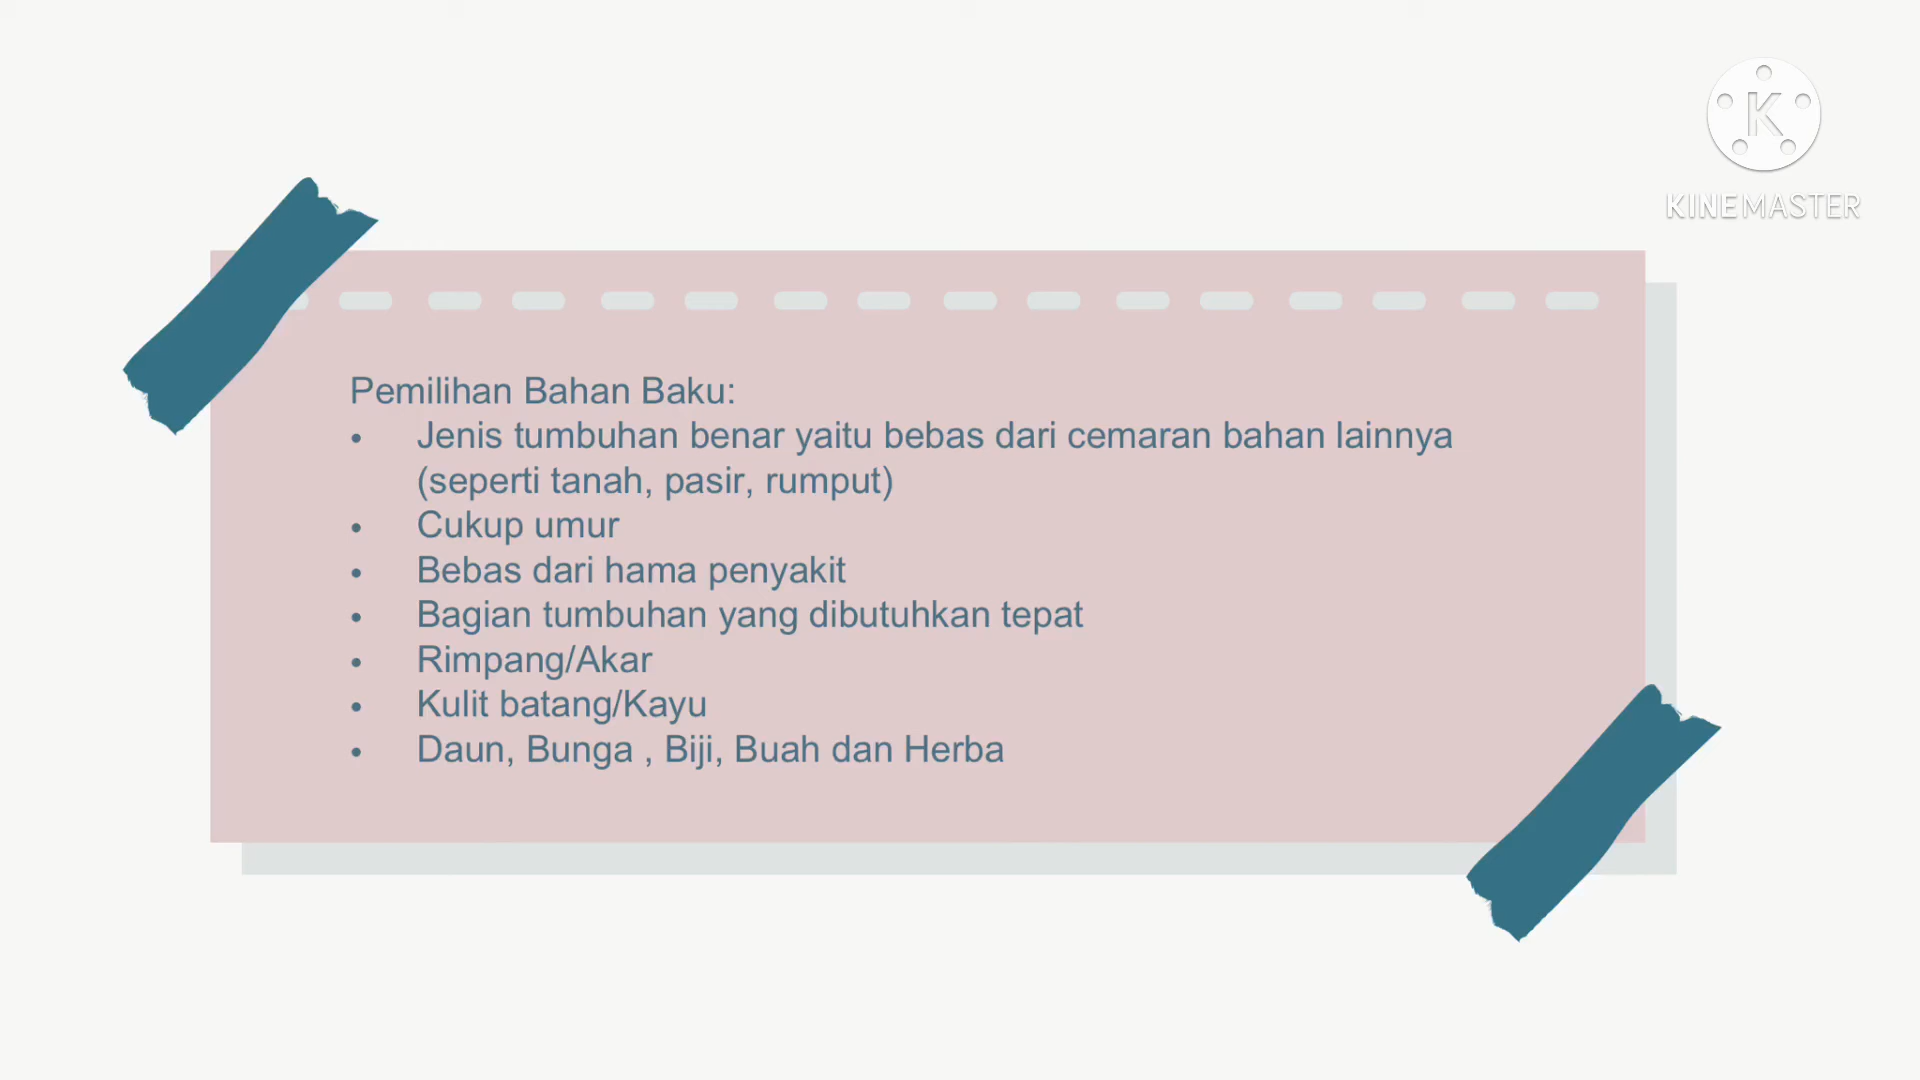 K
KINEMASTER
Pemilihan Bahan Baku:
• Jenis tumbuhan benar yaitu bebas dari cemaran bahan lainnya
(seperti tanah, pasir, rumput)
• Cukup umur
• Bebas dari hama penyakit
• Bagian tumbuhan yang dibutuhkan tepat
• Rimpang/Akar
• Kulit batang/Kayu
• Daun, Bunga , Biji, Buah dan Herba